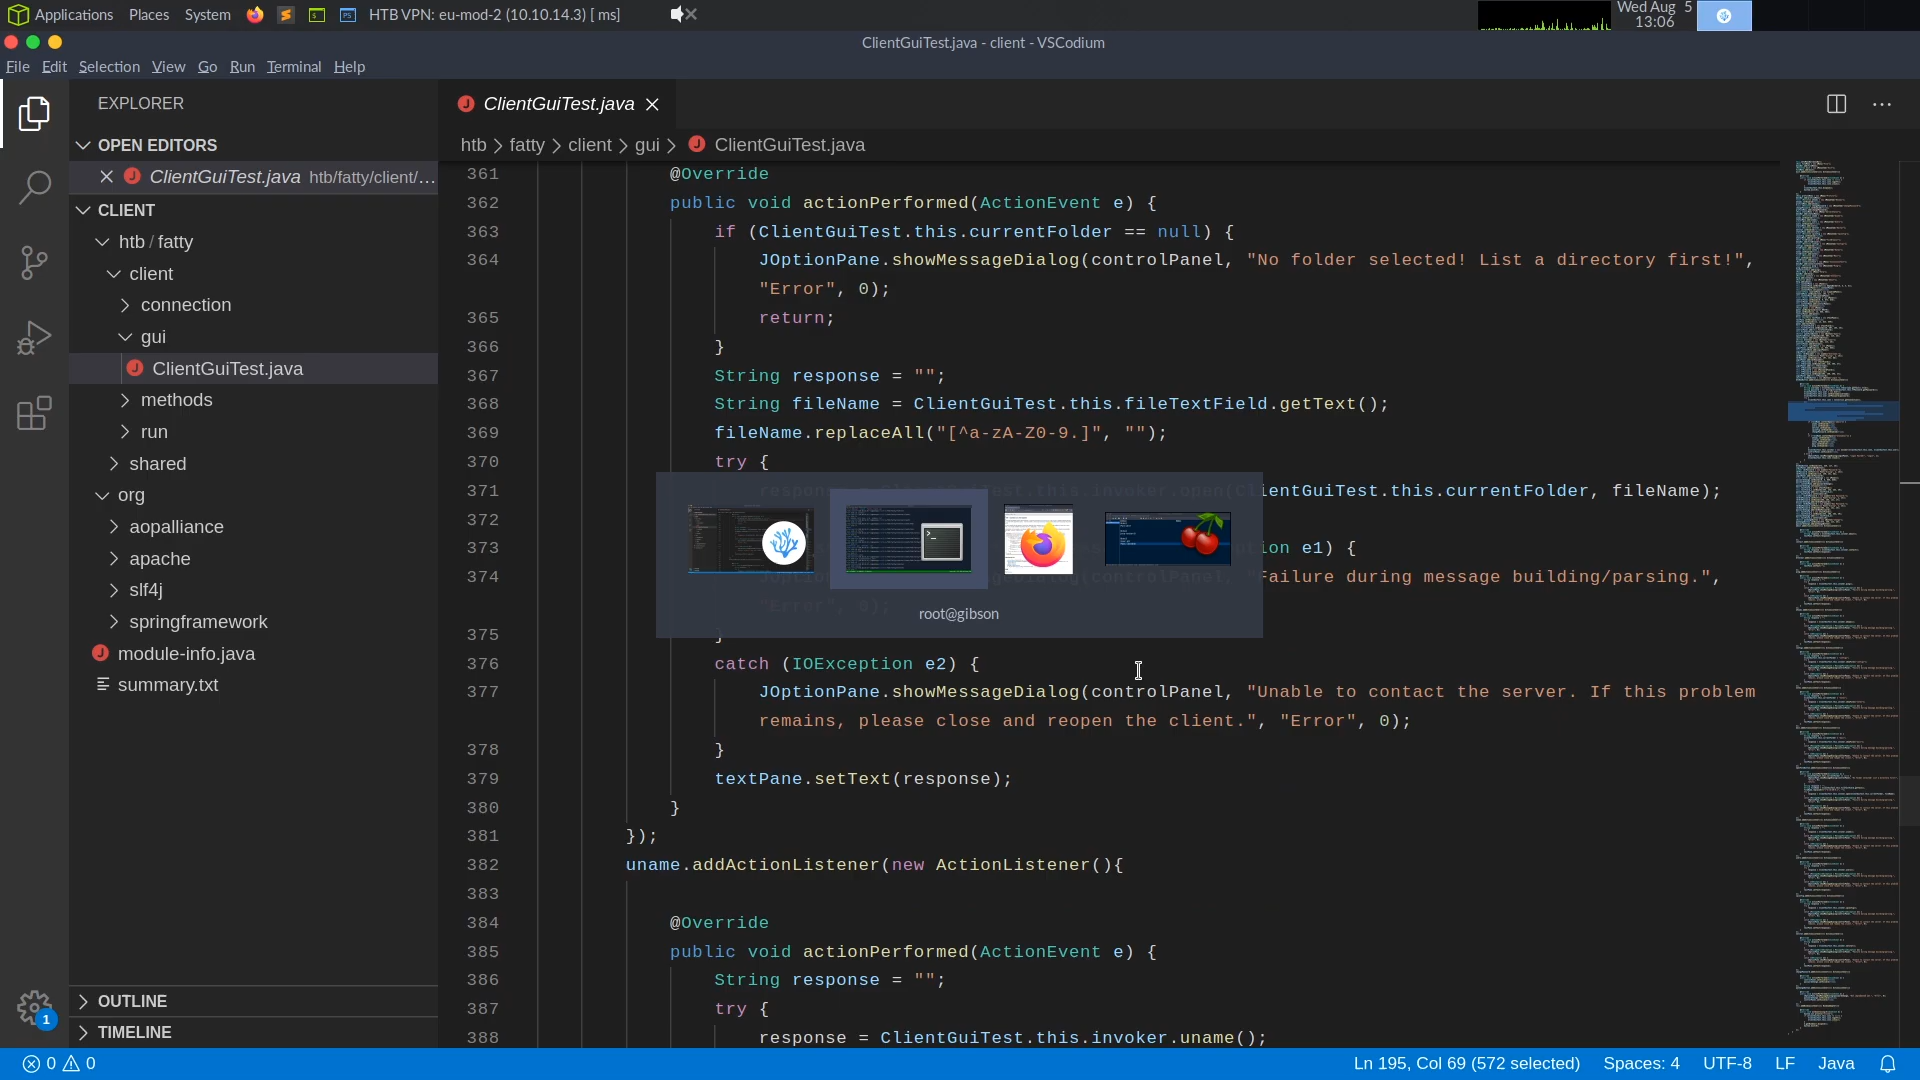 Applications Places System HTB VPN: eu-mod-2 (10.10.14.3) [ ms] Wed Aug 5
13:06
ClientGuiTest.java - client - VSCodium
File Edit Selection View Go Run Terminal Help
EXPLORER
OPEN EDITORS
ClientGuiTest.java htb/fatty/client/...
CLIENT
htb / fatty
client
connection
gui
ClientGuiTest.java
methods
run
shared
org
aopalliance
apache
slf4j
springframework
module-info.java
summary.txt
OUTLINE
TIMELINE
1
ClientGuiTest.java
htb > fatty > client > gui > ClientGuiTest.java
361 @Override
362 public void actionPerformed(ActionEvent e) {
363 if (ClientGuiTest.this.currentFolder == null) {
364 JOptionPane.showMessageDialog(controlPanel, "No folder selected! List a directory first!",
"Error", 0);
365 return;
366 }
367 String response = "";
368 String fileName = ClientGuiTest.this.fileTextField.getText();
369 fileName.replaceAll("[^a-zA-Z0-9.]", "");
370 try {
371 response = ClientGuiTest.this.invoker.open(ClientGuiTest.this.currentFolder, fileName);
372
373 e1) {
374 "Failure during message building/parsing.",
"Error", 0);
root@gibson
375 }
376 catch (IOException e2) {
377 JOptionPane.showMessageDialog(controlPanel, "Unable to contact the server. If this problem
remains, please close and reopen the client.", "Error", 0);
378 }
379 textPane.setText(response);
380 }
381 });
382 uname.addActionListener(new ActionListener(){
383
384 @Override
385 public void actionPerformed(ActionEvent e) {
386 String response = "";
387 try {
388 response = ClientGuiTest.this.invoker.uname();
0 0 Ln 195, Col 69 (572 selected) Spaces: 4 UTF-8 LF Java